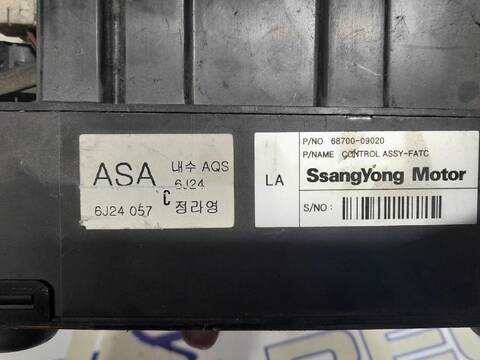 ASA 내수 AQS
6J24
C
6J24 057 정라영
P/NO 68700-09020
P/NAME CONTROL ASSY-FATC
LA SsangYong Motor
S/NO :